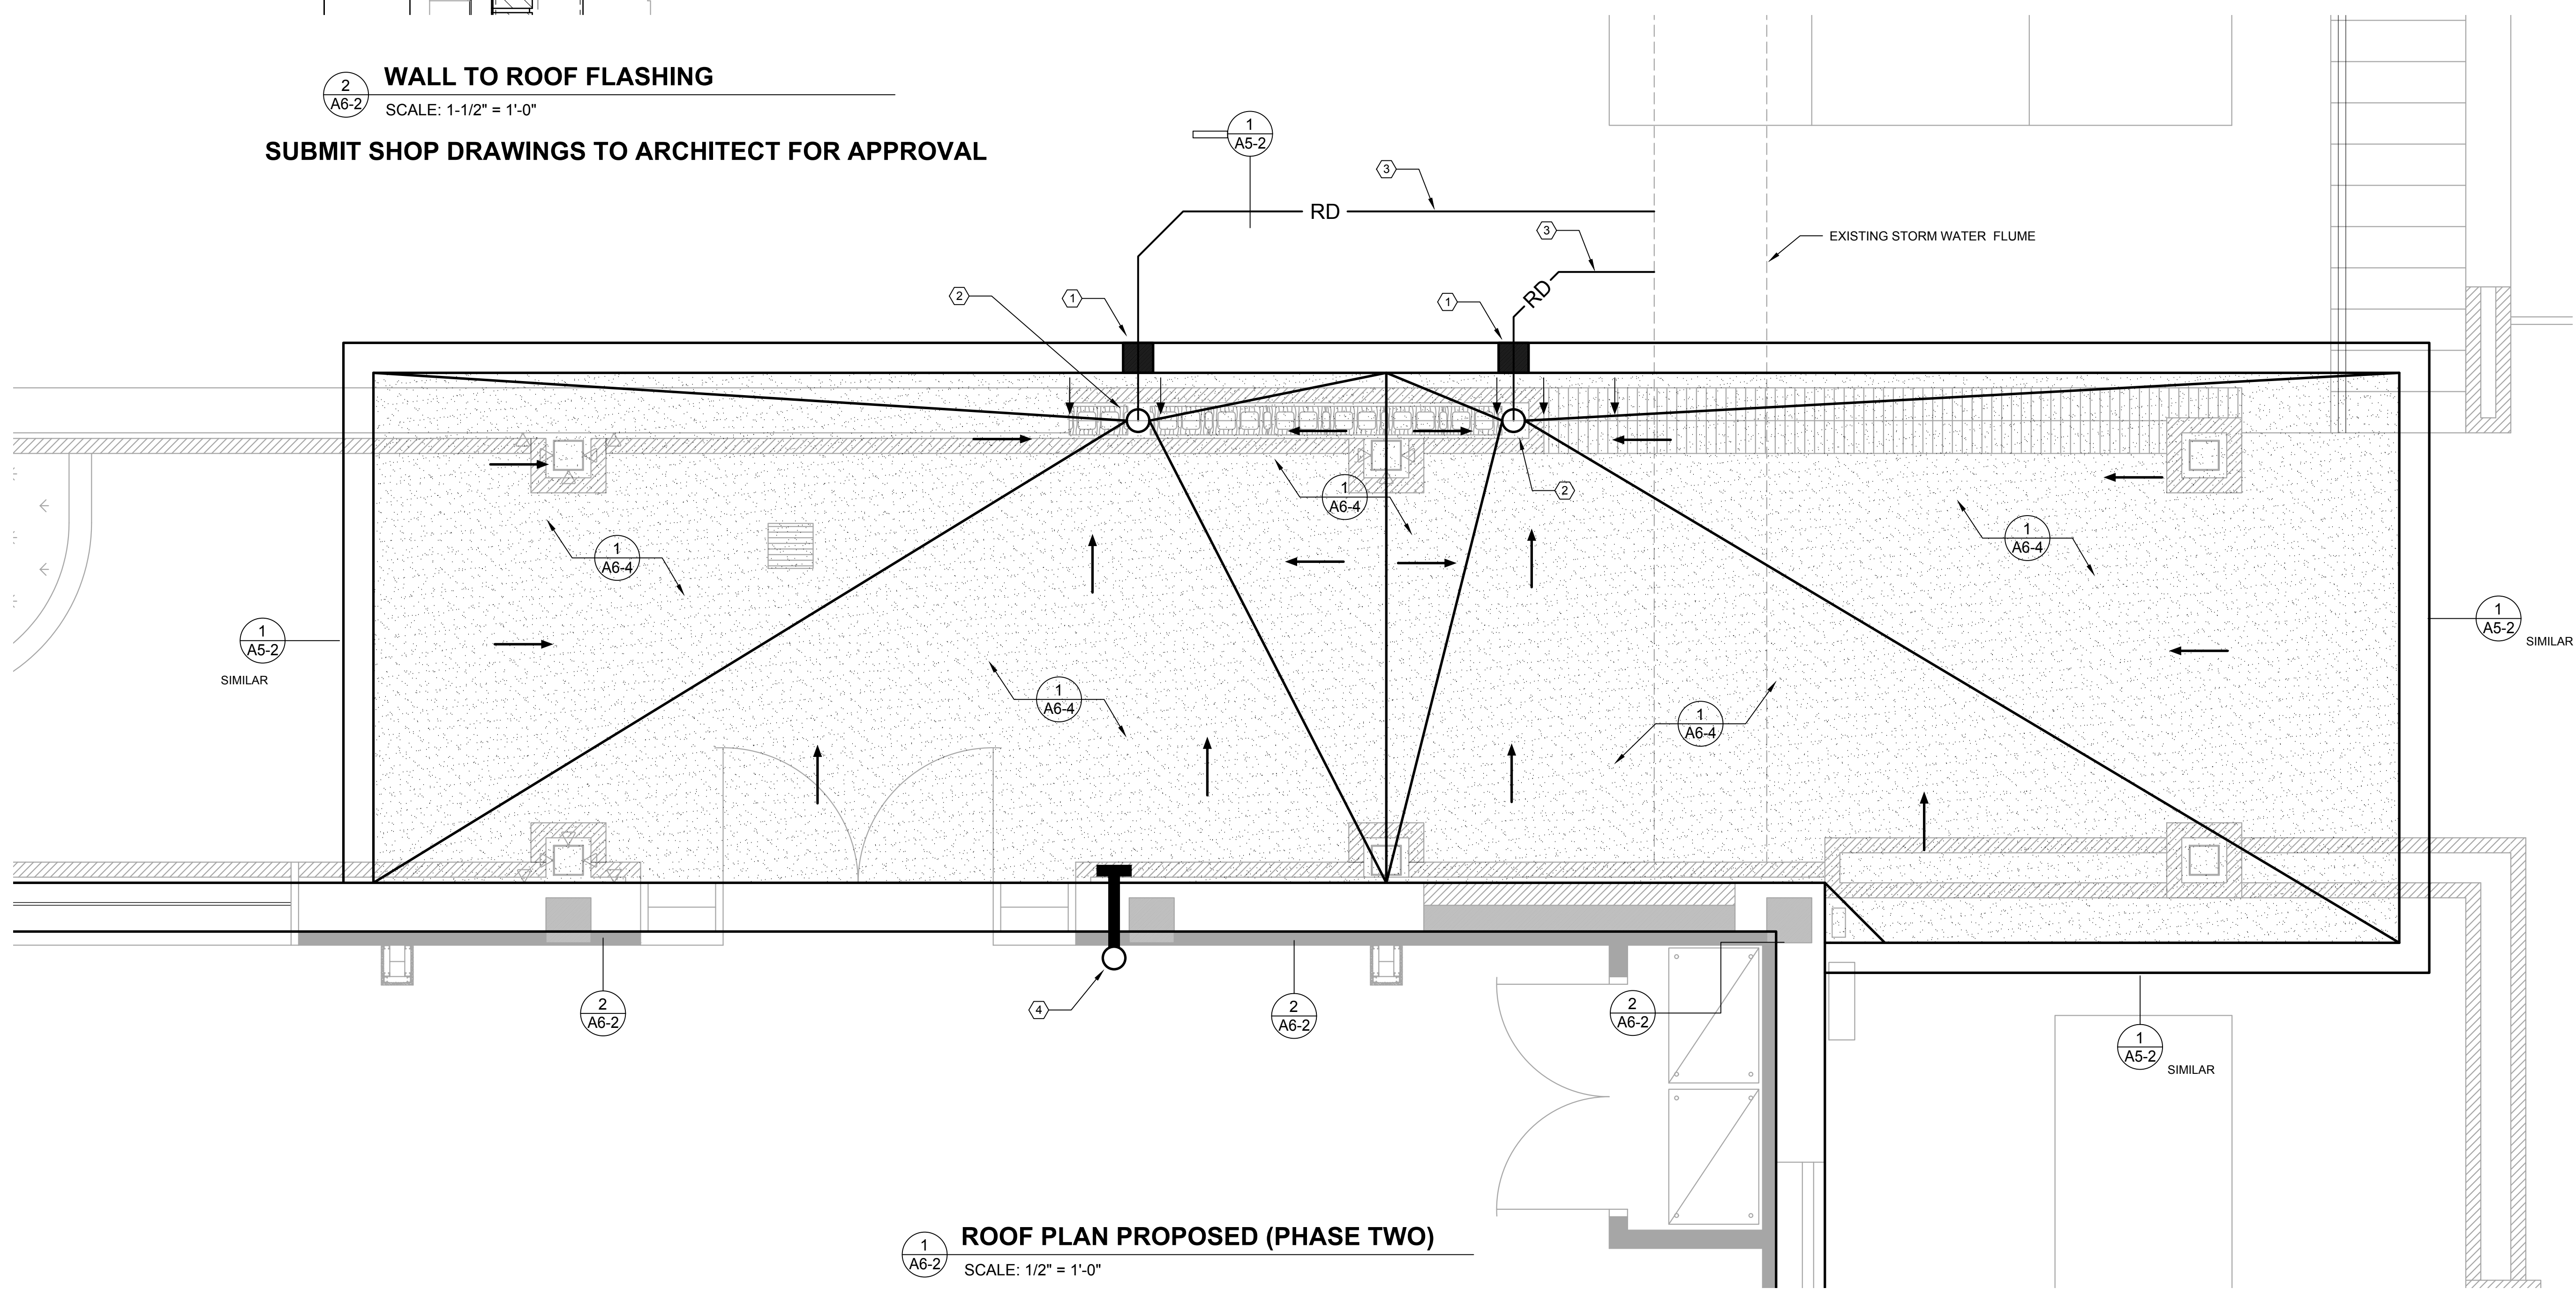 2
A6-2
WALL TO ROOF FLASHING
SCALE: 1-1/2" = 1'-0"
SUBMIT SHOP DRAWINGS TO ARCHITECT FOR APPROVAL
1
A5-2
3
RD
3
EXISTING STORM WATER  FLUME
RD
2
1
1
1
A6-4
2
1
A6-4
1
A6-4
1
A5-2
SIMILAR
1
A5-2
SIMILAR
1
A6-4
1
A6-4
4
2
A6-2
2
A6-2
2
A6-2
1
A5-2
SIMILAR
1
A6-2
ROOF PLAN PROPOSED (PHASE TWO)
SCALE: 1/2" = 1'-0"